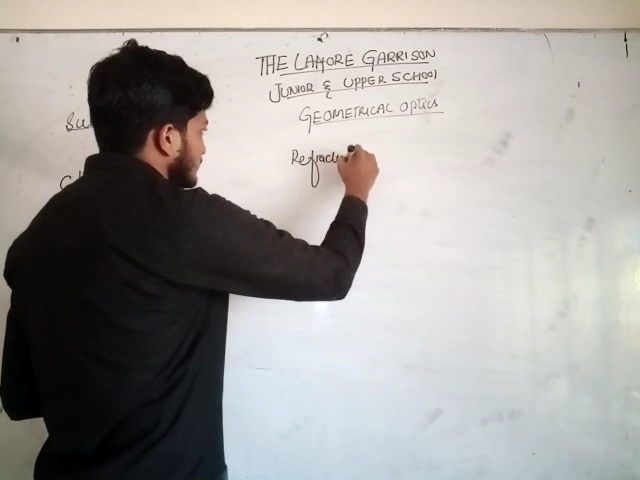 THE LAHORE GARRISON
JUNIOR & UPPER SCHOOL
GEOMETRICAL OPTICS